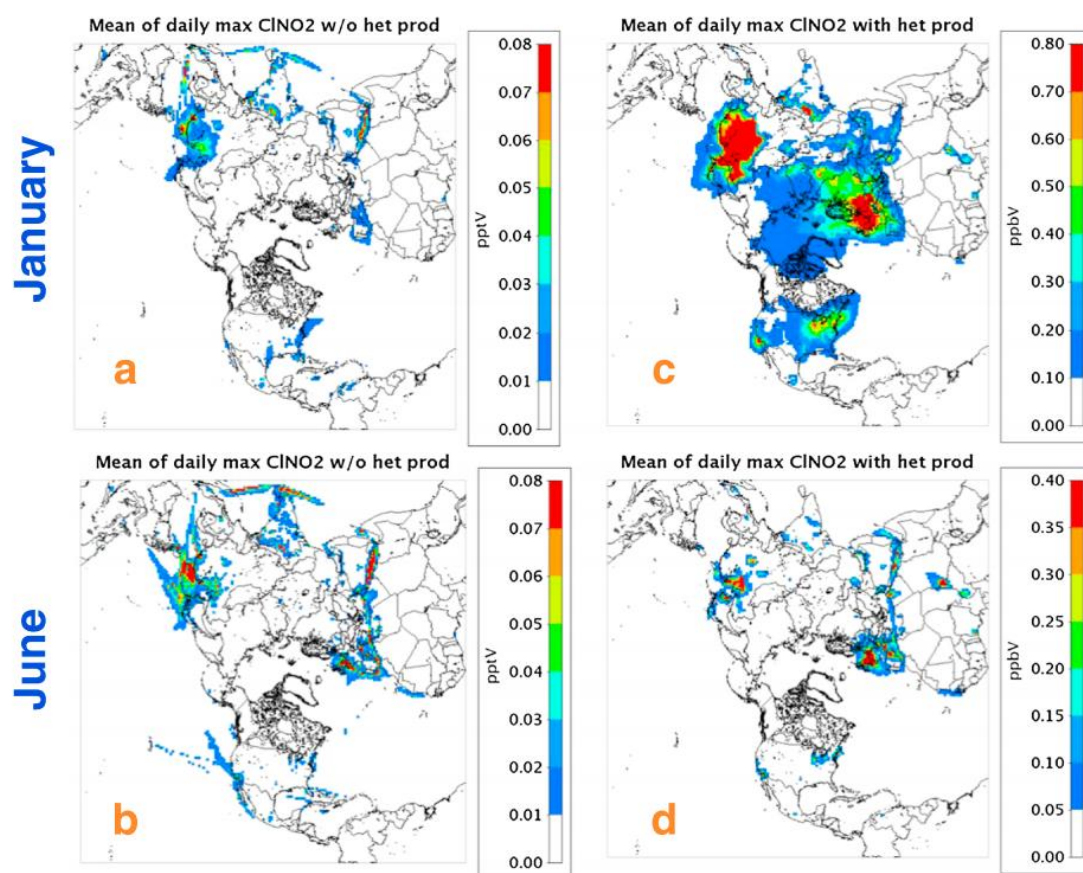 Mean of daily max ClNO2 w/o het prod
Mean of daily max ClNO2 with het prod
January
a
0.08
0.07
0.06
0.05
0.04
0.03
0.02
0.01
0.00
pptV
c
0.80
0.70
0.60
0.50
0.40
0.30
0.20
0.10
0.00
ppbV
Mean of daily max ClNO2 w/o het prod
Mean of daily max ClNO2 with het prod
June
b
0.08
0.07
0.06
0.05
0.04
0.03
0.02
0.01
0.00
pptV
d
0.40
0.35
0.30
0.25
0.20
0.15
0.10
0.05
0.00
ppbV